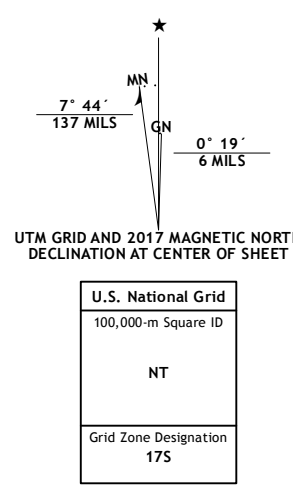 ★
MN
7° 44´
137 MILS
GN
0° 19´
6 MILS
UTM GRID AND 2017 MAGNETIC NORT
DECLINATION AT CENTER OF SHEET
U.S. National Grid
100,000-m Square ID
NT
Grid Zone Designation
17S